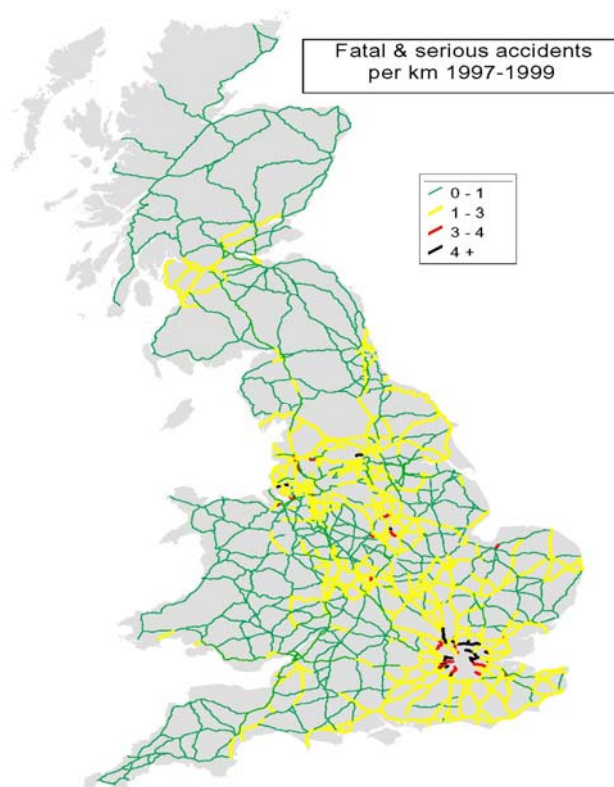 Fatal & serious accidents
per km 1997-1999
0 - 1
1 - 3
3 - 4
4 +